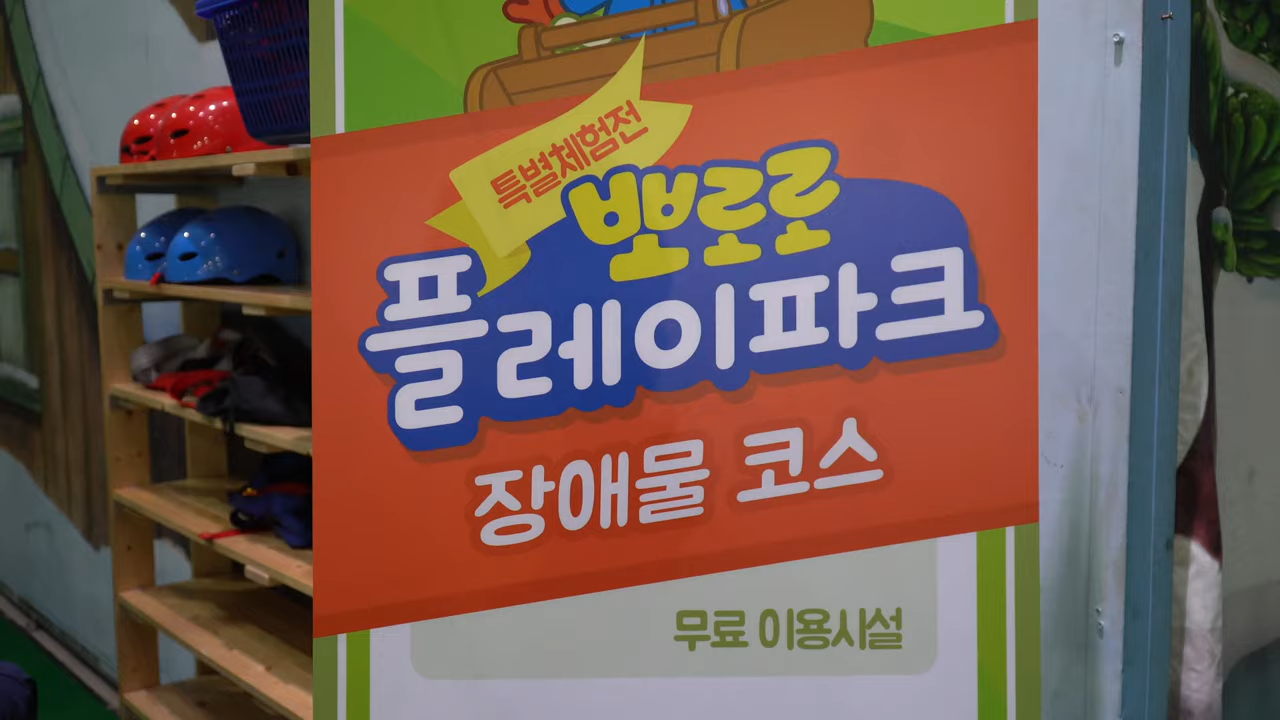 특별체험전
뽀로로
플레이파크
장애물 코스
무료 이용시설